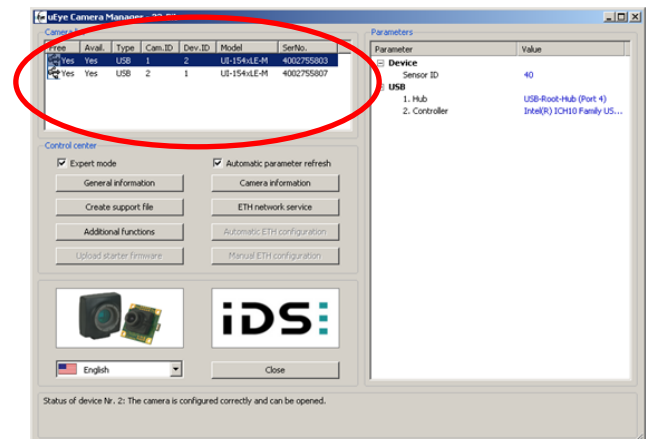 uEye Camera Manager
Camera
Free Avail. Type Cam.ID Dev.ID Model SerNo.
Yes Yes USB 1 2 UI-154xLE-M 4002755803
Yes Yes USB 2 1 UI-154xLE-M 4002755807
Control center
Expert mode
Automatic parameter refresh
General information
Camera information
Create support file
ETH network service
Additional functions
Automatic ETH configuration
Upload starter firmware
Manual ETH configuration
iDS
English
Close
Parameters
Parameter Value
Device
Sensor ID 40
USB
1. Hub USB-Root-Hub (Port 4)
2. Controller Intel(R) ICH10 Family US...
Status of device Nr. 2: The camera is configured correctly and can be opened.